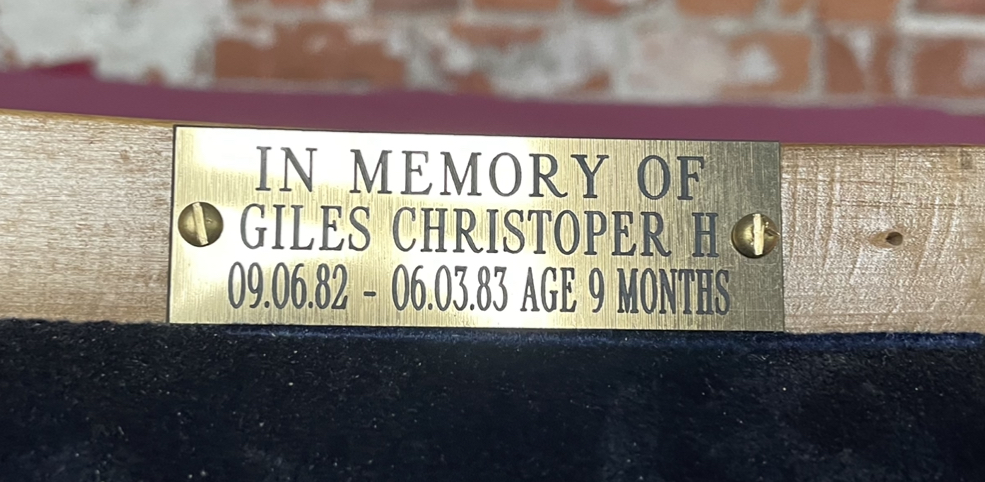 IN MEMORY OF
GILES CHRISTOPER H
09.06.82 - 06.03.83 AGE 9 MONTHS